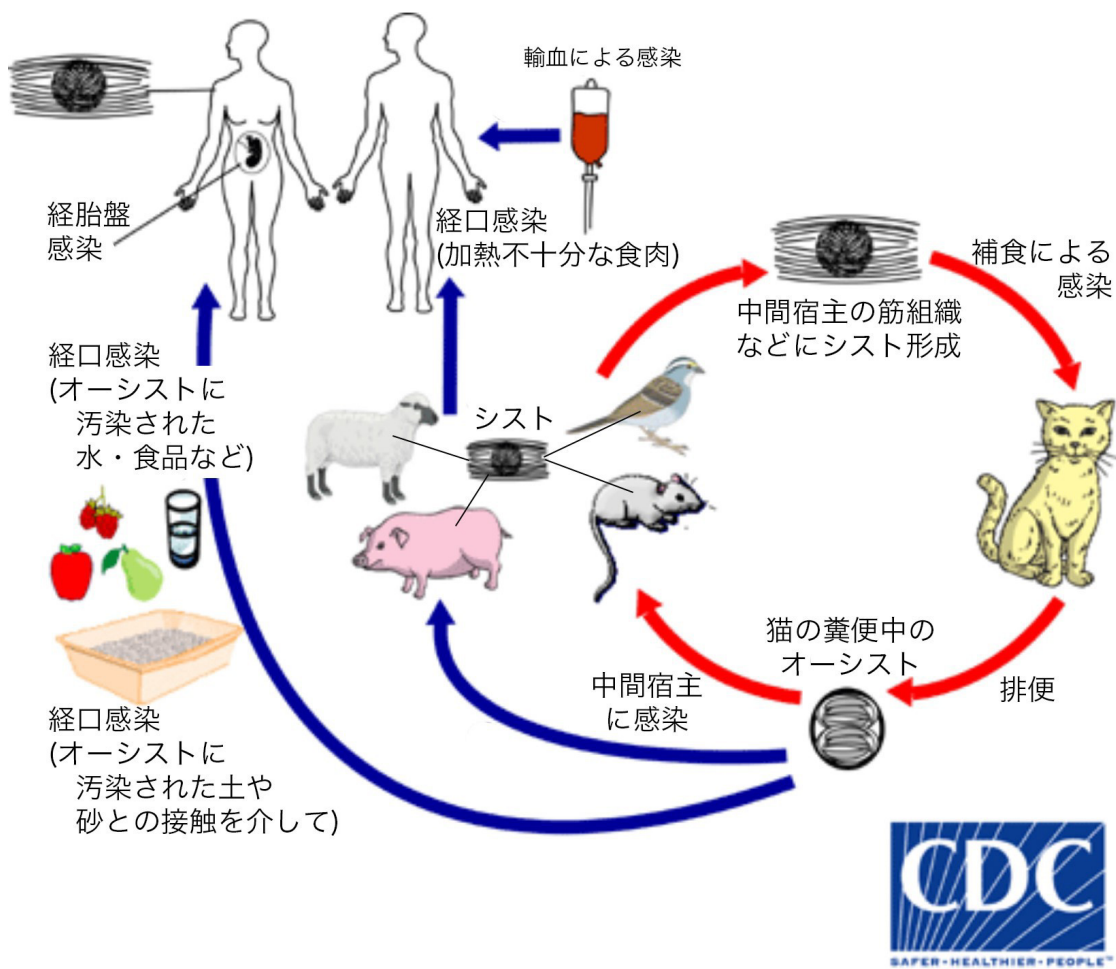 輸血による感染
経胎盤
感染
経口感染
(加熱不十分な食肉)
補食による
感染
中間宿主の筋組織
などにシスト形成
経口感染
(オーシストに
汚染された
水・食品など)
シスト
猫の糞便中の
オーシスト
中間宿主
に感染
排便
経口感染
(オーシストに
汚染された土や
砂との接触を介して)
CDC
SAFER·HEALTHIER·PEOPLE™